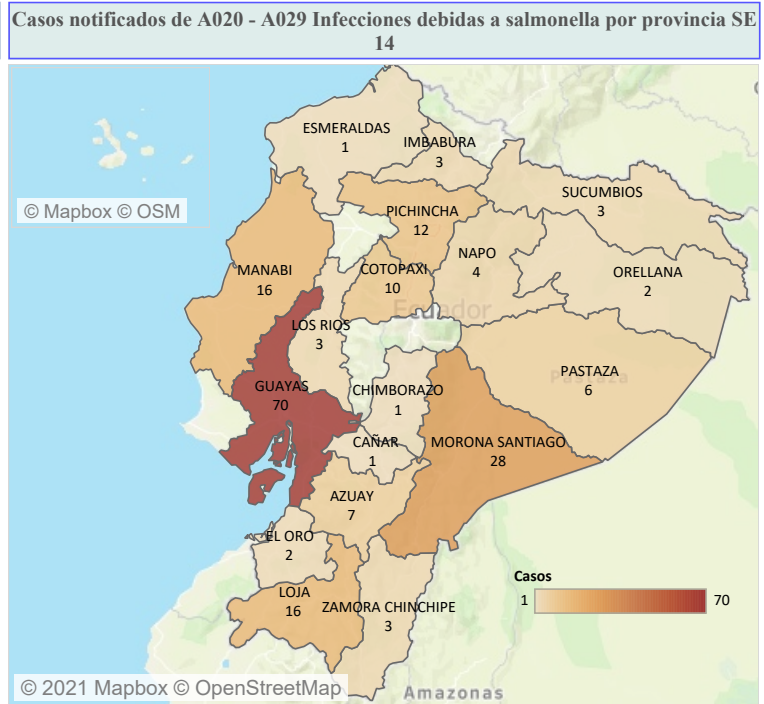 Casos notificados de A020 - A029 Infecciones debidas a salmonella por provincia SE
14
ESMERALDAS
1
IMBABURA
3
SUCUMBIOS
3
© Mapbox © OSM
PICHINCHA
12
NAPO
4
MANABI
16
COTOPAXI
10
ORELLANA
2
Ecuador
LOS RIOS
3
PASTAZA
6
Pastaza
GUAYAS
70
CHIMBORAZO
1
CAÑAR
1
MORONA SANTIAGO
28
AZUAY
7
EL ORO
2
Casos
1
70
LOJA
16
ZAMORA CHINCHIPE
3
© 2021 Mapbox © OpenStreetMap
Amazonas